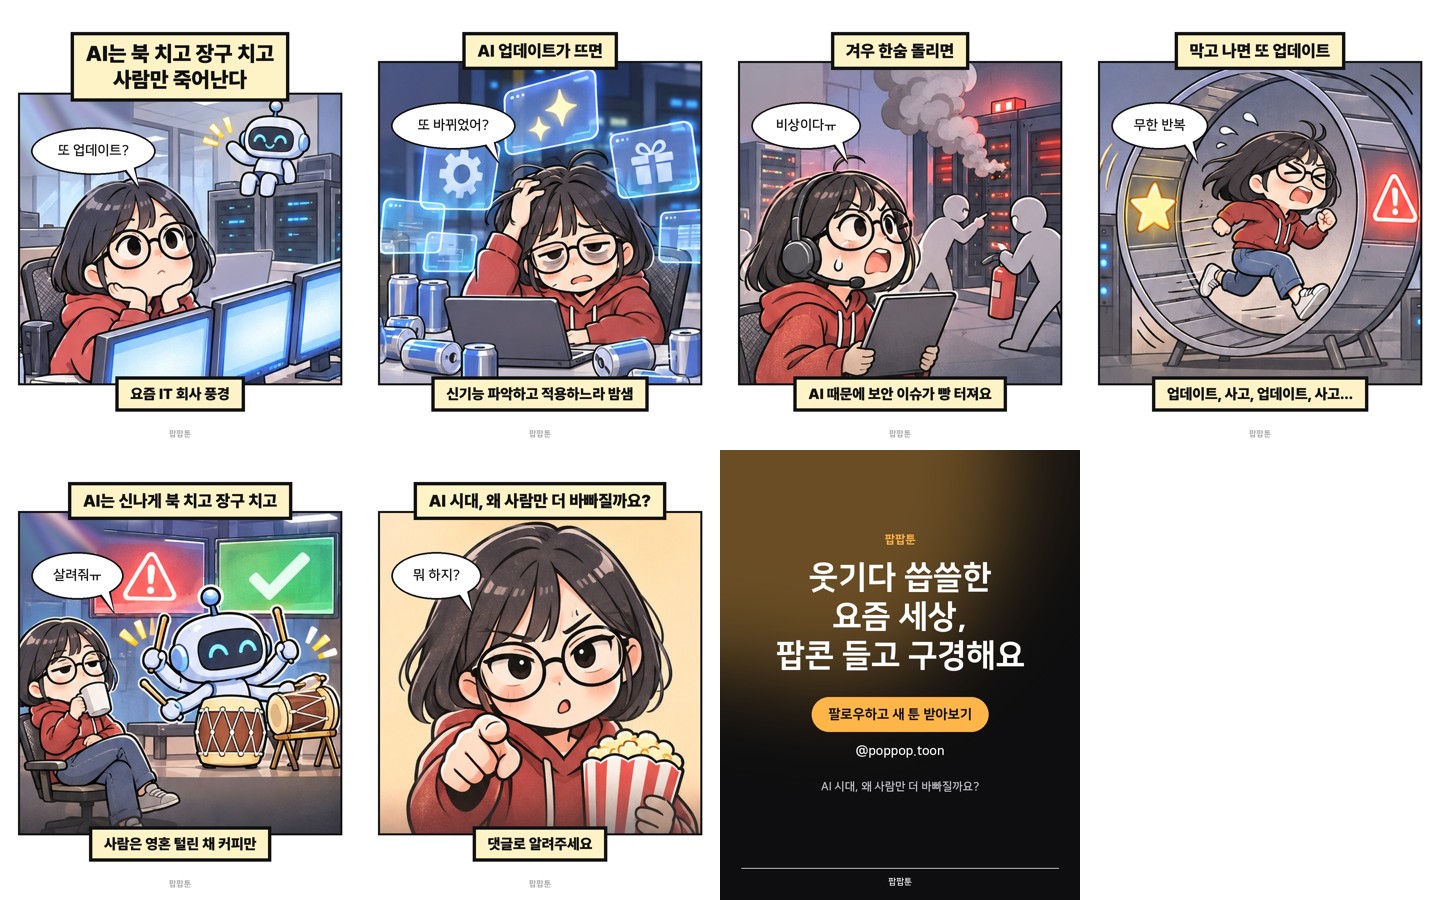 AI는 북 치고 장구 치고
사람만 죽어난다
또 업데이트?
요즘 IT 회사 풍경
팝팝툰
AI 업데이트가 뜨면
또 바뀌었어?
신기능 파악하고 적용하느라 밤샘
팝팝툰
겨우 한숨 돌리면
비상이다ㅠ
AI 때문에 보안 이슈가 빵 터져요
팝팝툰
막고 나면 또 업데이트
무한 반복
업데이트, 사고, 업데이트, 사고...
팝팝툰
AI는 신나게 북 치고 장구 치고
살려줘ㅠ
사람은 영혼 털린 채 커피만
팝팝툰
AI 시대, 왜 사람만 더 바빠질까요?
뭐 하지?
댓글로 알려주세요
팝팝툰
팝팝툰
웃기다 씁쓸한
요즘 세상,
팝콘 들고 구경해요
팔로우하고 새 툰 받아보기
@poppop.toon
AI 시대, 왜 사람만 더 바빠질까요?
팝팝툰